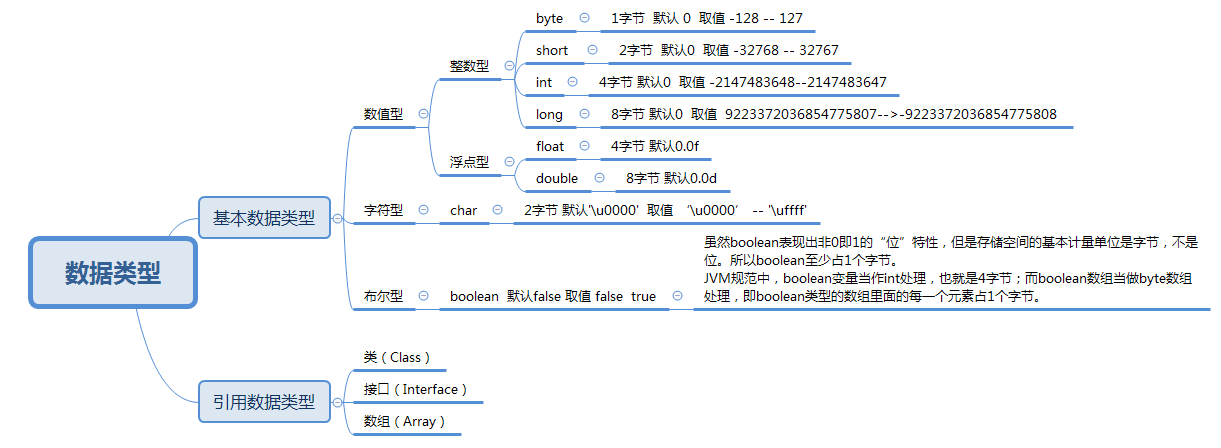 数据类型
基本数据类型
数值型
整数型
byte
1字节 默认 0 取值 -128 -- 127
short
2字节 默认0 取值 -32768 -- 32767
int
4字节 默认0 取值 -2147483648--2147483647
long
8字节 默认0 取值 9223372036854775807-->-9223372036854775808
浮点型
float
4字节 默认0.0f
double
8字节 默认0.0d
字符型
char
2字节 默认'\u0000' 取值 ‘\u0000’ -- '\uffff'
布尔型
boolean 默认false 取值 false true
虽然boolean表现出非0即1的“位”特性，但是存储空间的基本计量单位是字节，不是
位。所以boolean至少占1个字节。
JVM规范中，boolean变量当作int处理，也就是4字节；而boolean数组当做byte数组
处理，即boolean类型的数组里面的每一个元素占1个字节。
引用数据类型
类（Class）
接口（Interface）
数组（Array）